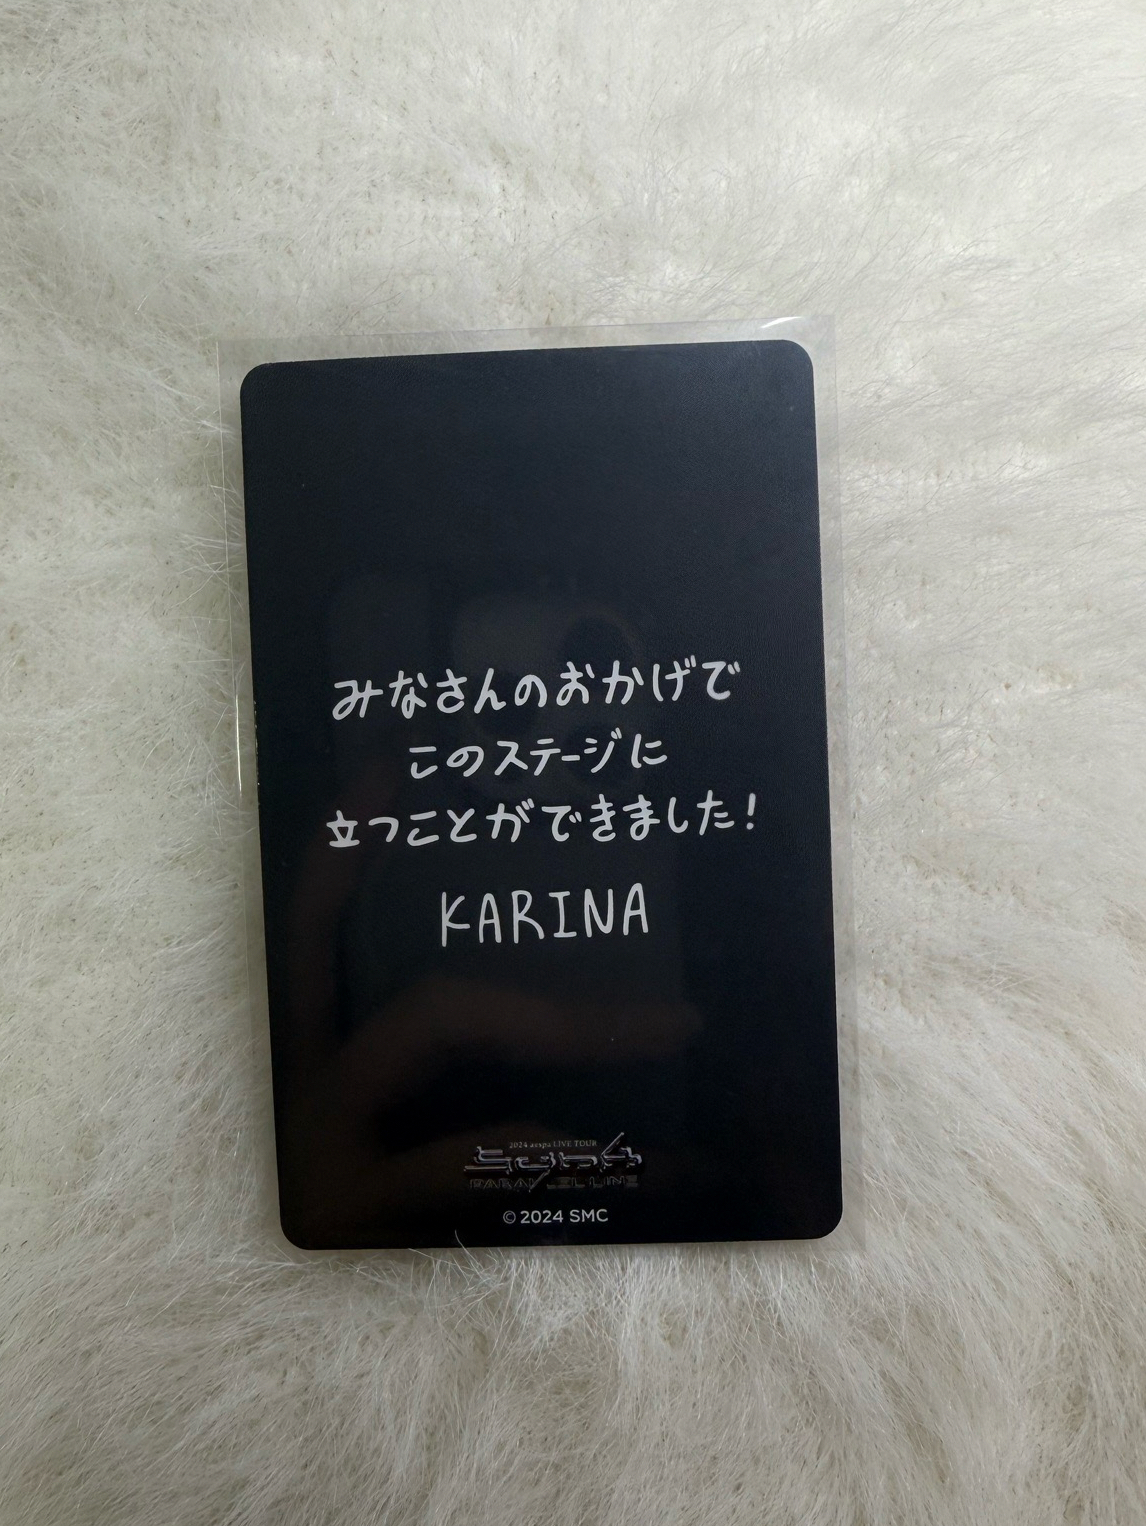 みなさんのおかげで
このステージに
立つことができました!
KARINA
2024 aespa LIVE TOUR
SYNK
PARALLEL LINE
© 2024 SMC